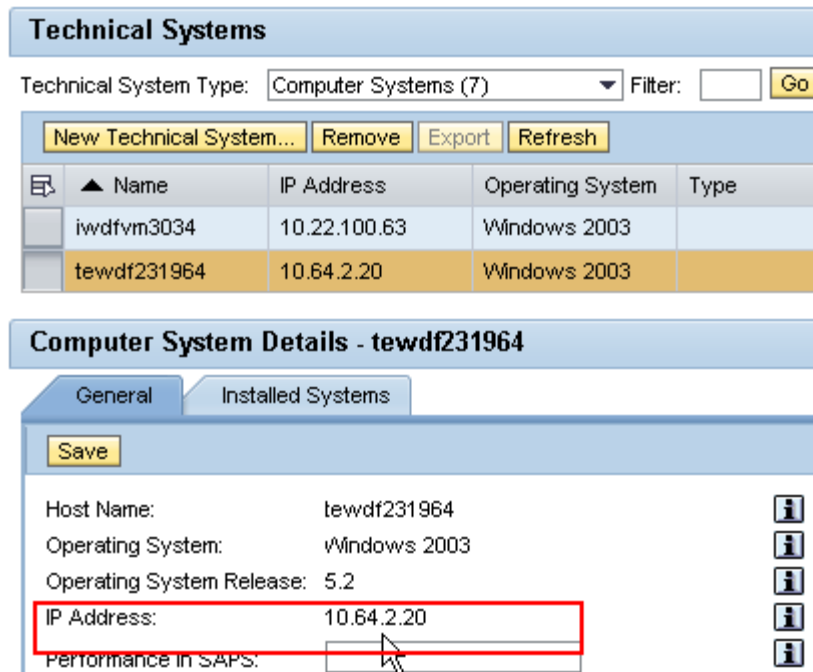 Technical Systems
Technical System Type: Computer Systems (7) Filter: Go
New Technical System... Remove Export Refresh
Name IP Address Operating System Type
iwdfvm3034 10.22.100.63 Windows 2003
tewdf231964 10.64.2.20 Windows 2003
Computer System Details - tewdf231964
General Installed Systems
Save
Host Name: tewdf231964
Operating System: Windows 2003
Operating System Release: 5.2
IP Address: 10.64.2.20
Performance in SAPS: